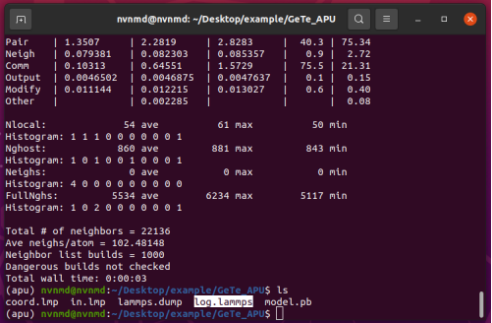 nvnmd@nvnmd: ~/Desktop/example/GeTe_APU
Pair    | 1.3507     | 2.2819     | 2.8283     |  40.3 | 75.34
Neigh   | 0.079381   | 0.082303   | 0.085357   |   0.9 |  2.72
Comm    | 0.10313    | 0.64551    | 1.5729     |  75.5 | 21.31
Output  | 0.0046502  | 0.0046875  | 0.0047637  |   0.1 |  0.15
Modify  | 0.011144   | 0.012215   | 0.013027   |   0.6 |  0.40
Other   |            | 0.002285   |            |       |  0.08
Nlocal:             54 ave          61 max          50 min
Histogram: 1 1 1 0 0 0 0 0 0 1
Nghost:            860 ave         881 max         843 min
Histogram: 1 0 1 0 0 1 0 0 0 1
Neighs:              0 ave           0 max           0 min
Histogram: 4 0 0 0 0 0 0 0 0 0
FullNghs:         5534 ave        6234 max        5117 min
Histogram: 1 0 2 0 0 0 0 0 0 1
Total # of neighbors = 22136
Ave neighs/atom = 102.48148
Neighbor list builds = 1000
Dangerous builds not checked
Total wall time: 0:00:03
(apu) nvnmd@nvnmd:~/Desktop/example/GeTe_APU$ ls
coord.lmp  in.lmp  lammps.dump  log.lammps  model.pb
(apu) nvnmd@nvnmd:~/Desktop/example/GeTe_APU$